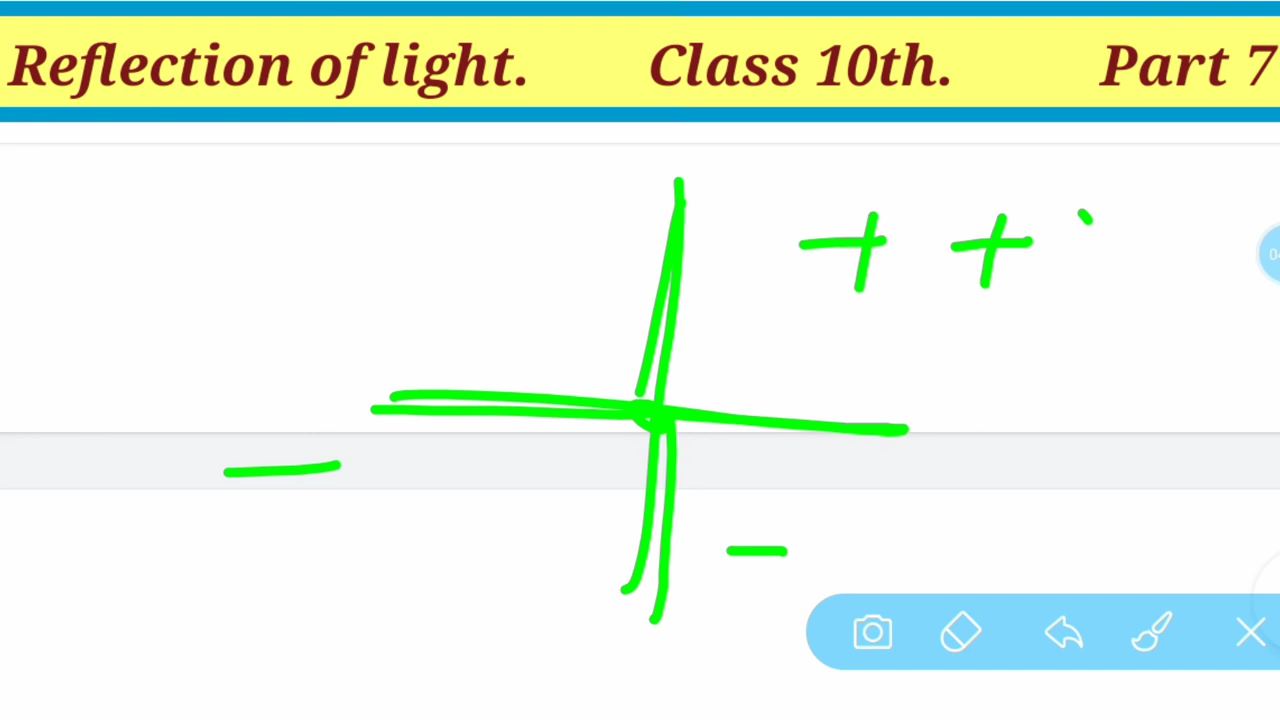 Reflection of light. Class 10th. Part 7
+ +
—
—